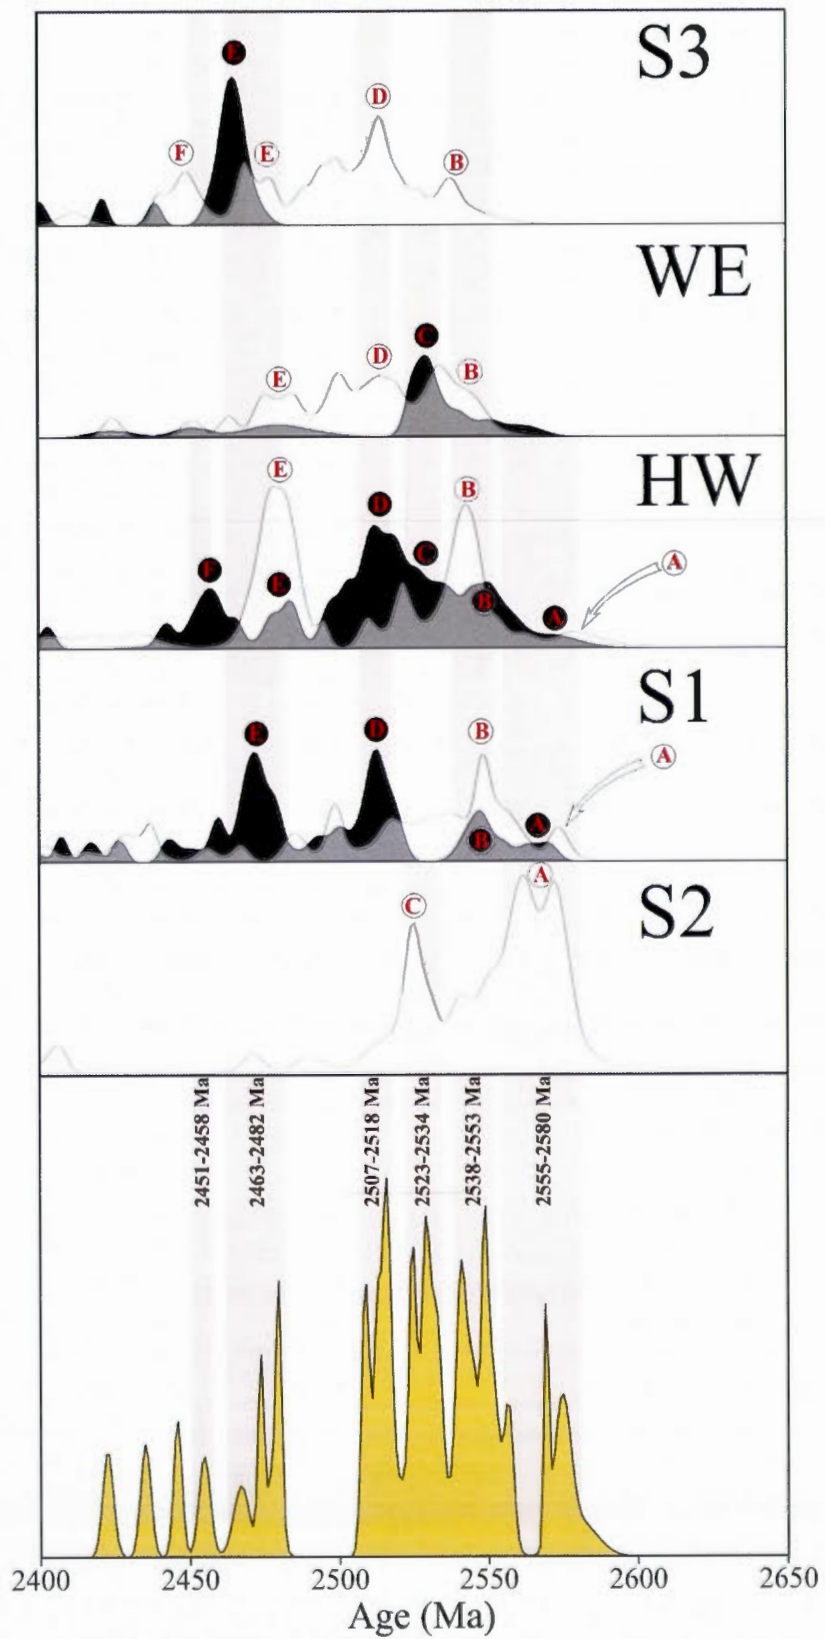 S3
E
D
F
E
B
WE
C
D
E
B
HW
E
B
D
C
F
E
B
A
A
S1
E
D
B
A
A
B
S2
A
C
2451-2458 Ma
2463-2482 Ma
2507-2518 Ma
2523-2534 Ma
2538-2553 Ma
2555-2580 Ma
2400
2450
2500
2550
2600
2650
Age (Ma)